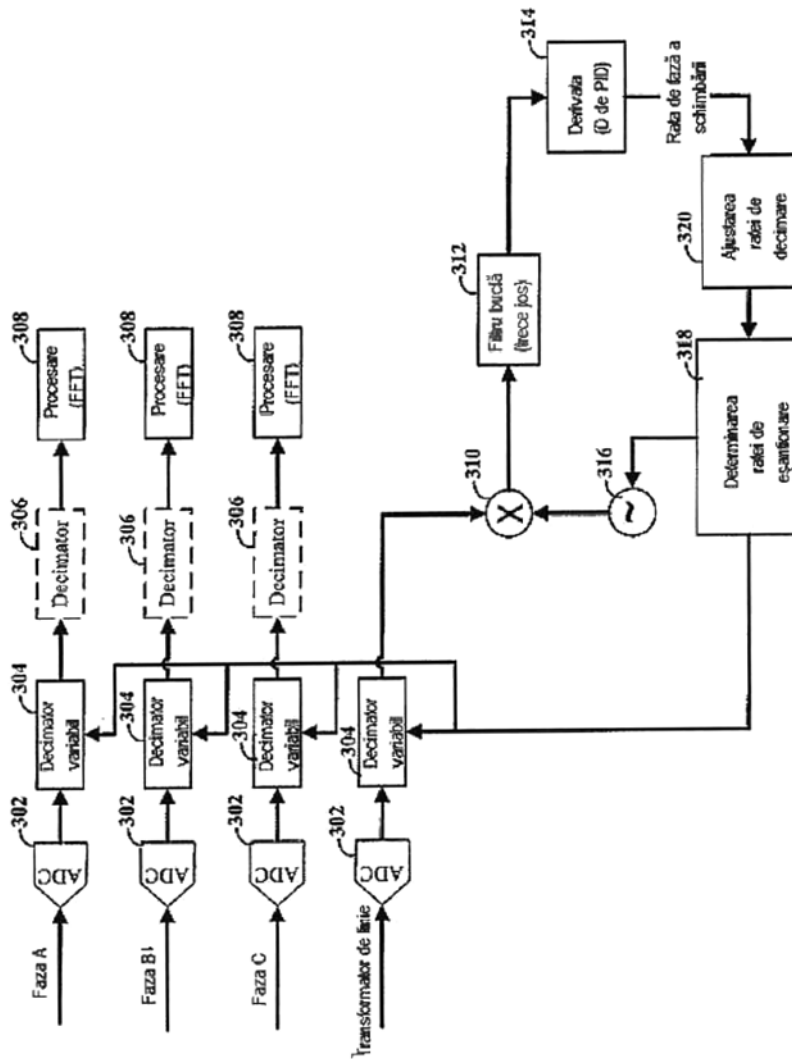 Faza A
ADC
302
Decimator
variabil
304
Decimator
306
Procesare
(FFT)
308
Faza B
ADC
302
Decimator
variabil
304
Decimator
306
Procesare
(FFT)
308
Faza C
ADC
302
Decimator
variabil
304
Decimator
306
Procesare
(FFT)
308
Transformator de linie
ADC
302
Decimator
variabil
304
X
310
~
316
Filtru buclă
(trece jos)
312
Derivata
(D de PID)
314
Rata de fază a
schimbării
Ajustarea
ratei de
decimare
320
Determinarea
ratei de
eşantionare
318